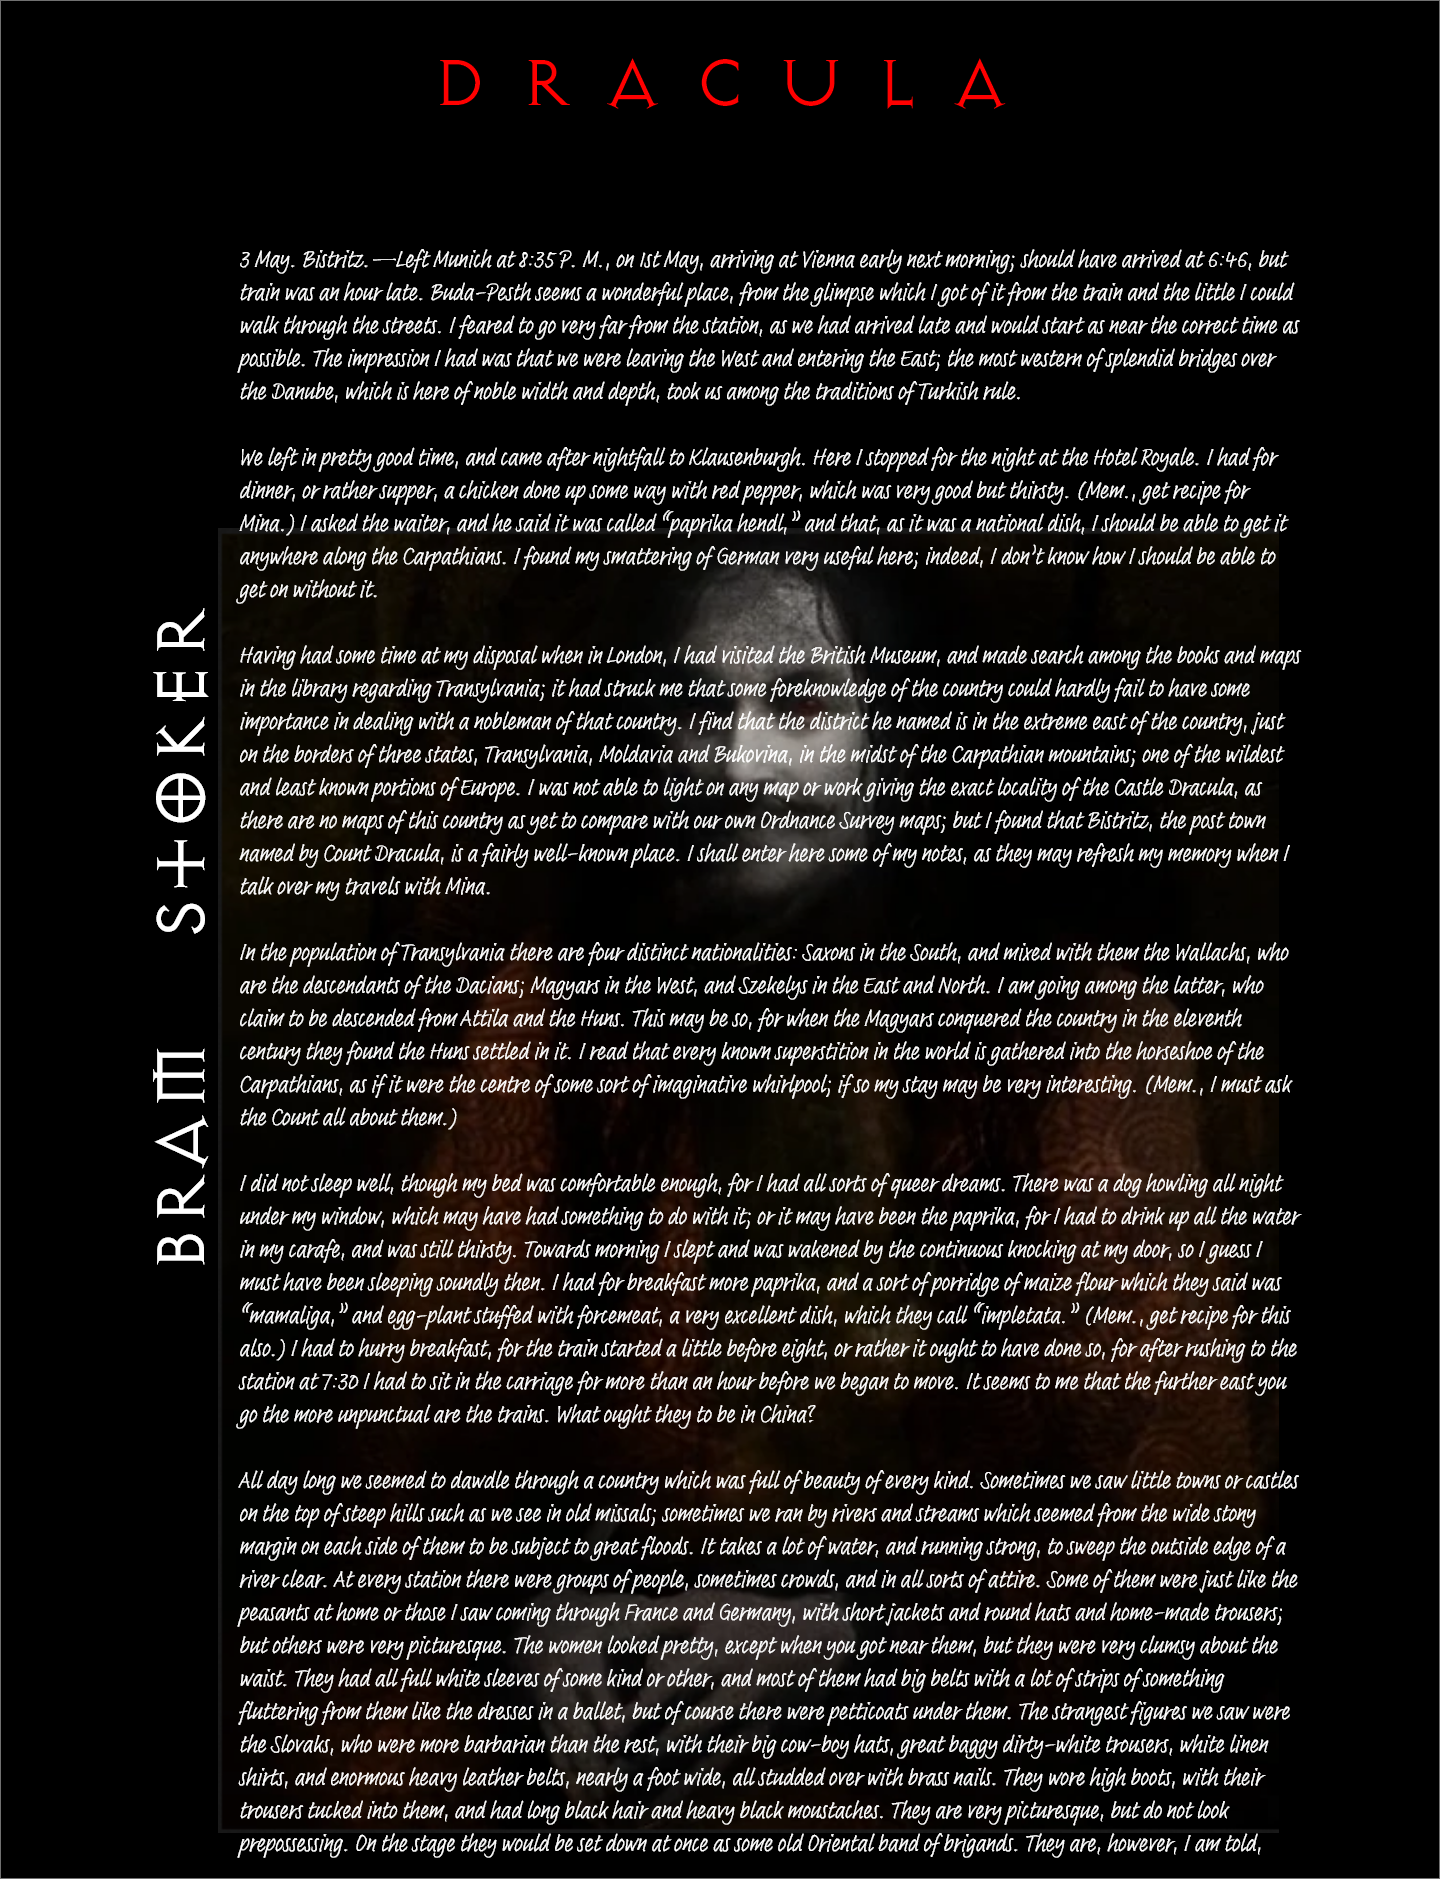 DRACULA
3 May. Bistritz.—Left Munich at 8:35 P. M., on 1st May, arriving at Vienna early next morning; should have arrived at 6:46, but
train was an hour late. Buda-Pesth seems a wonderful place, from the glimpse which I got of it from the train and the little I could
walk through the streets. I feared to go very far from the station, as we had arrived late and would start as near the correct time as
possible. The impression I had was that we were leaving the West and entering the East; the most western of splendid bridges over
the Danube, which is here of noble width and depth, took us among the traditions of Turkish rule.
We left in pretty good time, and came after nightfall to Klausenburgh. Here I stopped for the night at the Hotel Royale. I had for
dinner, or rather supper, a chicken done up some way with red pepper, which was very good but thirsty. (Mem., get recipe for
Mina.) I asked the waiter, and he said it was called “paprika hendl,” and that, as it was a national dish, I should be able to get it
anywhere along the Carpathians. I found my smattering of German very useful here; indeed, I don’t know how I should be able to
get on without it.
Having had some time at my disposal when in London, I had visited the British Museum, and made search among the books and maps
in the library regarding Transylvania; it had struck me that some foreknowledge of the country could hardly fail to have some
importance in dealing with a nobleman of that country. I find that the district he named is in the extreme east of the country, just
on the borders of three states, Transylvania, Moldavia and Bukovina, in the midst of the Carpathian mountains; one of the wildest
and least known portions of Europe. I was not able to light on any map or work giving the exact locality of the Castle Dracula, as
there are no maps of this country as yet to compare with our own Ordnance Survey maps; but I found that Bistritz, the post town
named by Count Dracula, is a fairly well-known place. I shall enter here some of my notes, as they may refresh my memory when I
talk over my travels with Mina.
In the population of Transylvania there are four distinct nationalities: Saxons in the South, and mixed with them the Wallachs, who
are the descendants of the Dacians; Magyars in the West, and Szekelys in the East and North. I am going among the latter, who
claim to be descended from Attila and the Huns. This may be so, for when the Magyars conquered the country in the eleventh
century they found the Huns settled in it. I read that every known superstition in the world is gathered into the horseshoe of the
Carpathians, as if it were the centre of some sort of imaginative whirlpool; if so my stay may be very interesting. (Mem., I must ask
the Count all about them.)
I did not sleep well, though my bed was comfortable enough, for I had all sorts of queer dreams. There was a dog howling all night
under my window, which may have had something to do with it; or it may have been the paprika, for I had to drink up all the water
in my carafe, and was still thirsty. Towards morning I slept and was wakened by the continuous knocking at my door, so I guess I
must have been sleeping soundly then. I had for breakfast more paprika, and a sort of porridge of maize flour which they said was
“mamaliga,” and egg-plant stuffed with forcemeat, a very excellent dish, which they call “impletata.” (Mem., get recipe for this
also.) I had to hurry breakfast, for the train started a little before eight, or rather it ought to have done so, for after rushing to the
station at 7:30 I had to sit in the carriage for more than an hour before we began to move. It seems to me that the further east you
go the more unpunctual are the trains. What ought they to be in China?
All day long we seemed to dawdle through a country which was full of beauty of every kind. Sometimes we saw little towns or castles
on the top of steep hills such as we see in old missals; sometimes we ran by rivers and streams which seemed from the wide stony
margin on each side of them to be subject to great floods. It takes a lot of water, and running strong, to sweep the outside edge of a
river clear. At every station there were groups of people, sometimes crowds, and in all sorts of attire. Some of them were just like the
peasants at home or those I saw coming through France and Germany, with short jackets and round hats and home-made trousers;
but others were very picturesque. The women looked pretty, except when you got near them, but they were very clumsy about the
waist. They had all full white sleeves of some kind or other, and most of them had big belts with a lot of strips of something
fluttering from them like the dresses in a ballet, but of course there were petticoats under them. The strangest figures we saw were
the Slovaks, who were more barbarian than the rest, with their big cow-boy hats, great baggy dirty-white trousers, white linen
shirts, and enormous heavy leather belts, nearly a foot wide, all studded over with brass nails. They wore high boots, with their
trousers tucked into them, and had long black hair and heavy black moustaches. They are very picturesque, but do not look
prepossessing. On the stage they would be set down at once as some old Oriental band of brigands. They are, however, I am told,
BRAM STOKER